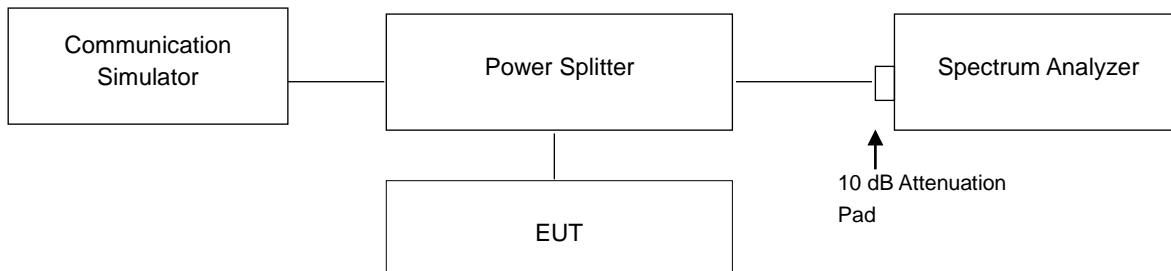 Communication
Simulator
Power Splitter
Spectrum Analyzer
10 dB Attenuation
Pad
EUT